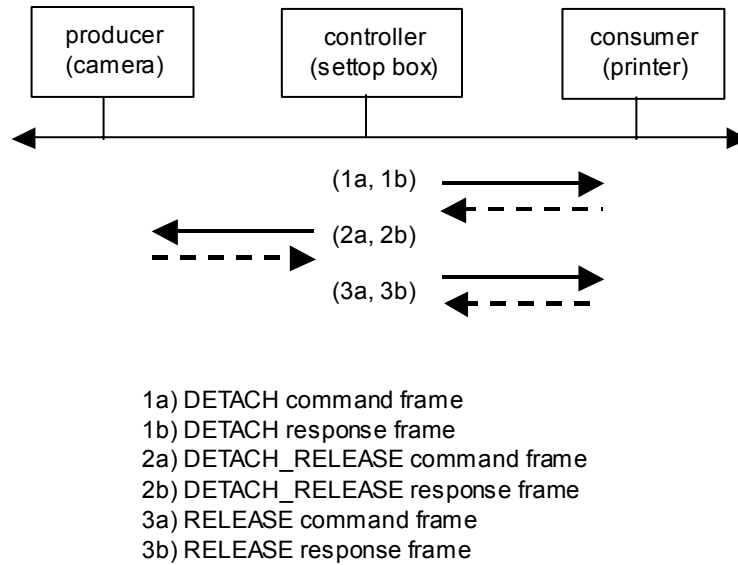 producer
(camera)
controller
(settop box)
consumer
(printer)
(1a, 1b)
(2a, 2b)
(3a, 3b)
1a) DETACH command frame
1b) DETACH response frame
2a) DETACH_RELEASE command frame
2b) DETACH_RELEASE response frame
3a) RELEASE command frame
3b) RELEASE response frame